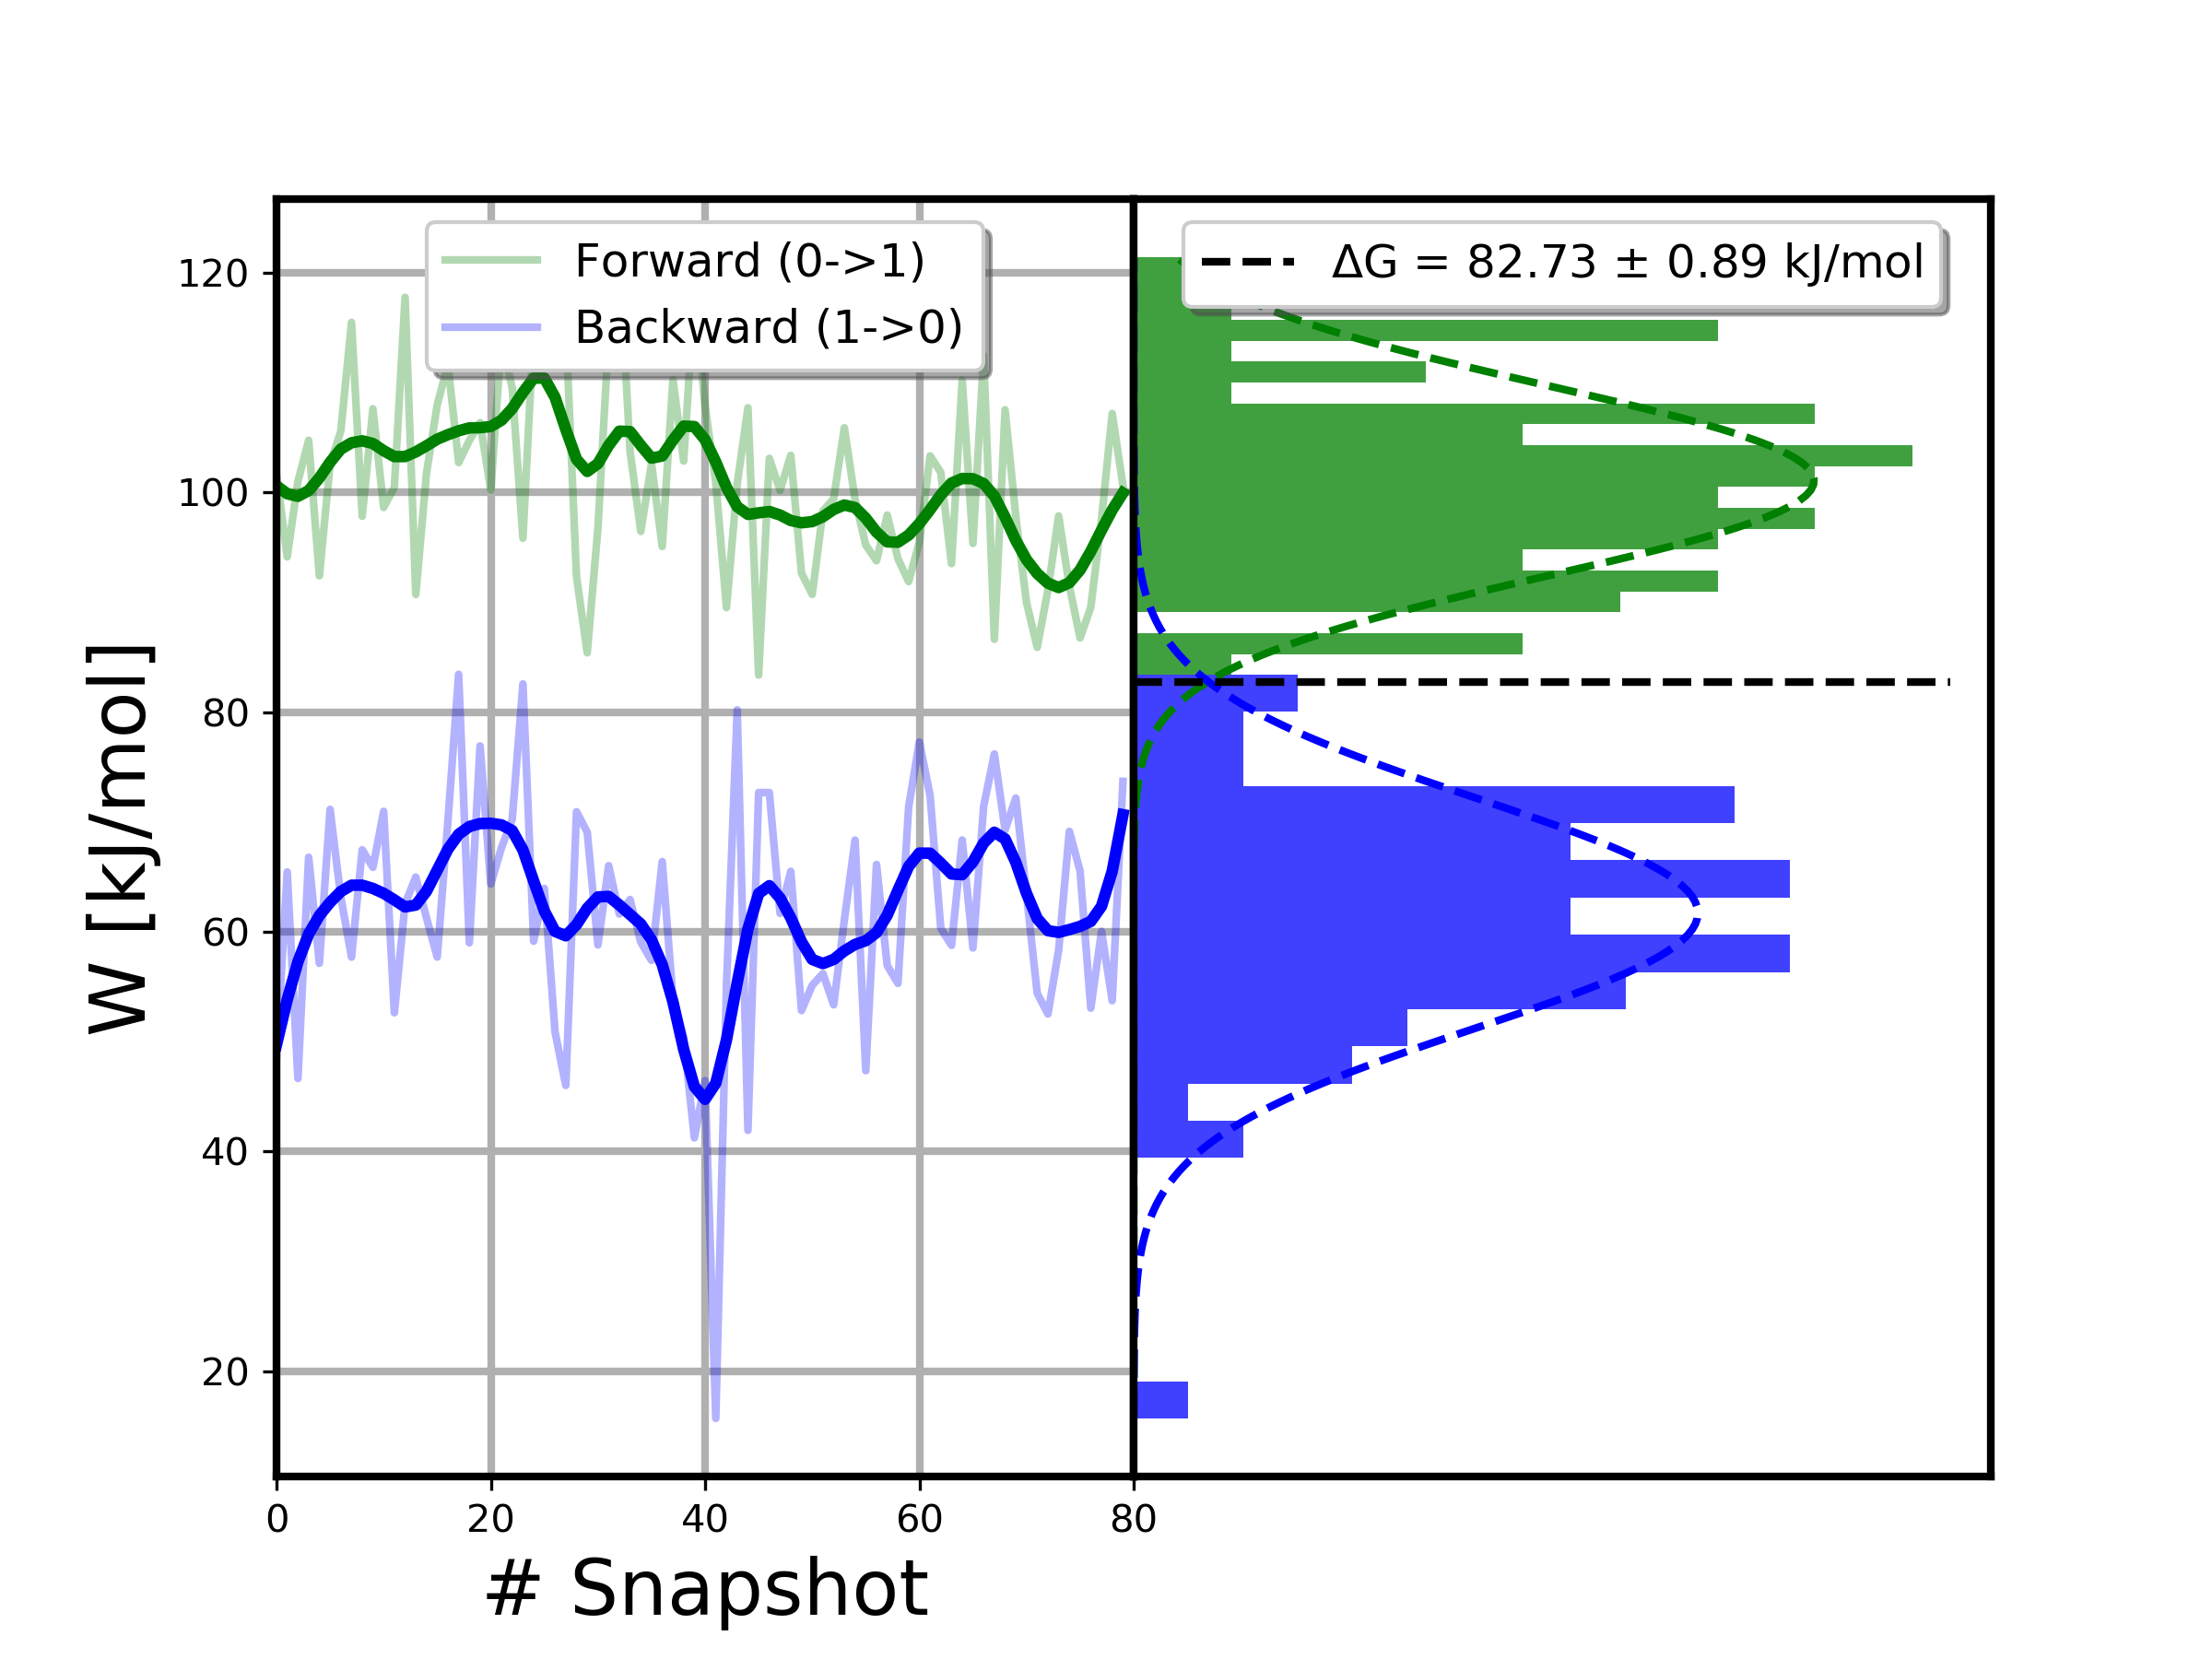 Forward (0->1)
Backward (1->0)
ΔG = 82.73 ± 0.89 kJ/mol
W [kJ/mol]
120
100
80
60
40
20
0 20 40 60 80
# Snapshot